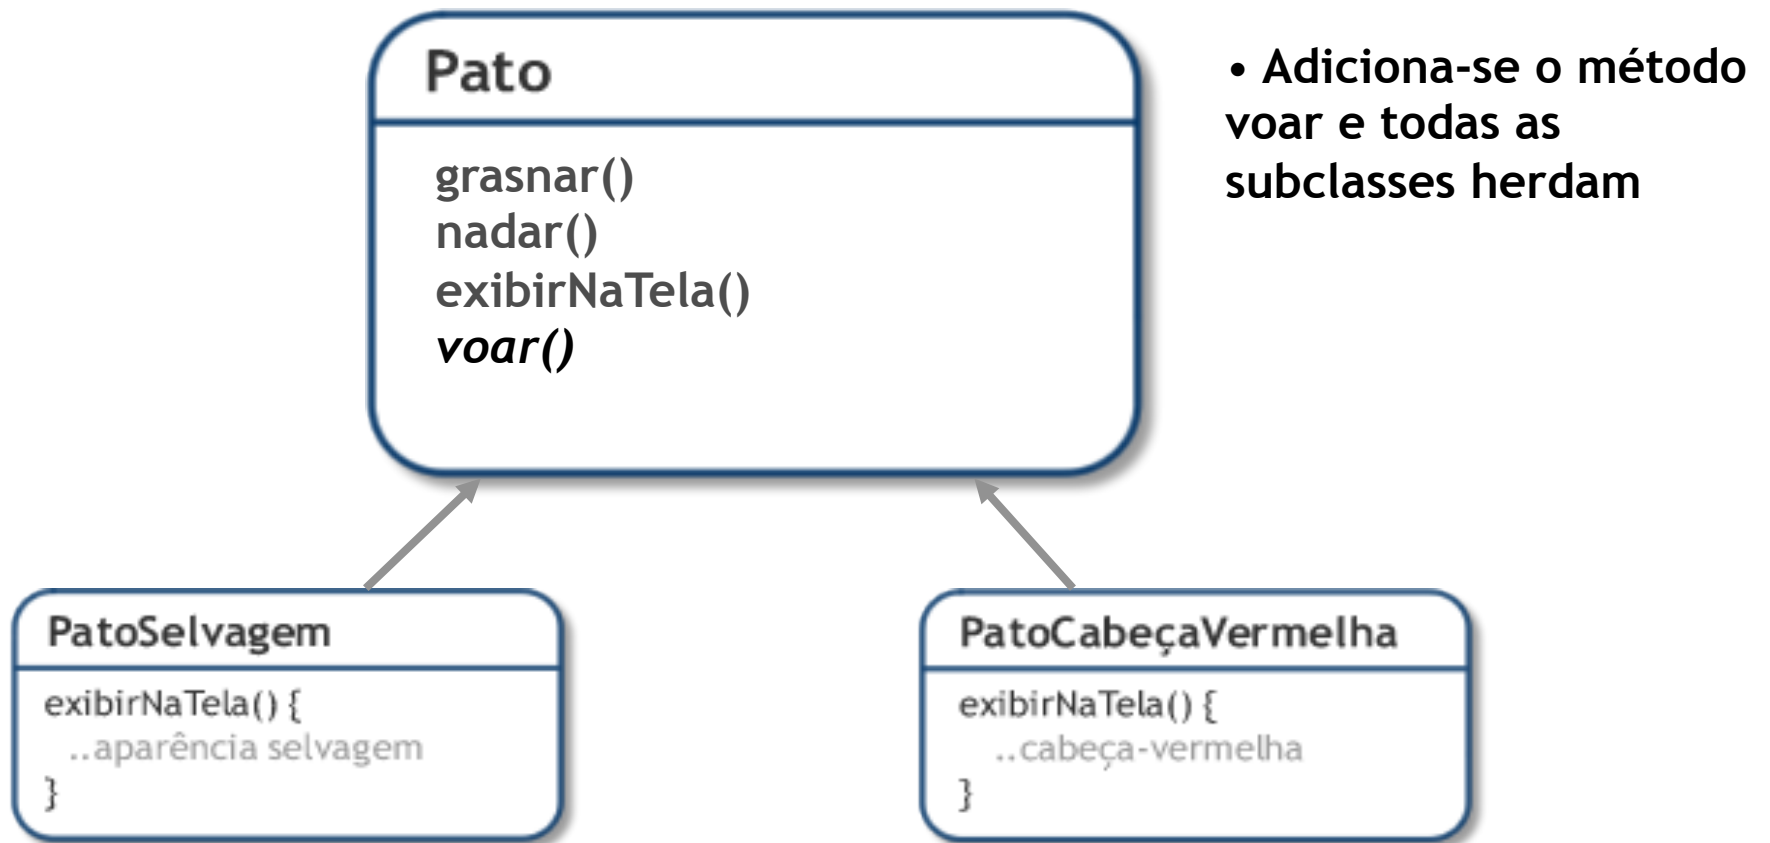 Pato
grasnar()
nadar()
exibirNaTela()
voar()
• Adiciona-se o método
voar e todas as
subclasses herdam
PatoSelvagem
exibirNaTela() {
..aparência selvagem
}
PatoCabeçaVermelha
exibirNaTela() {
..cabeça-vermelha
}